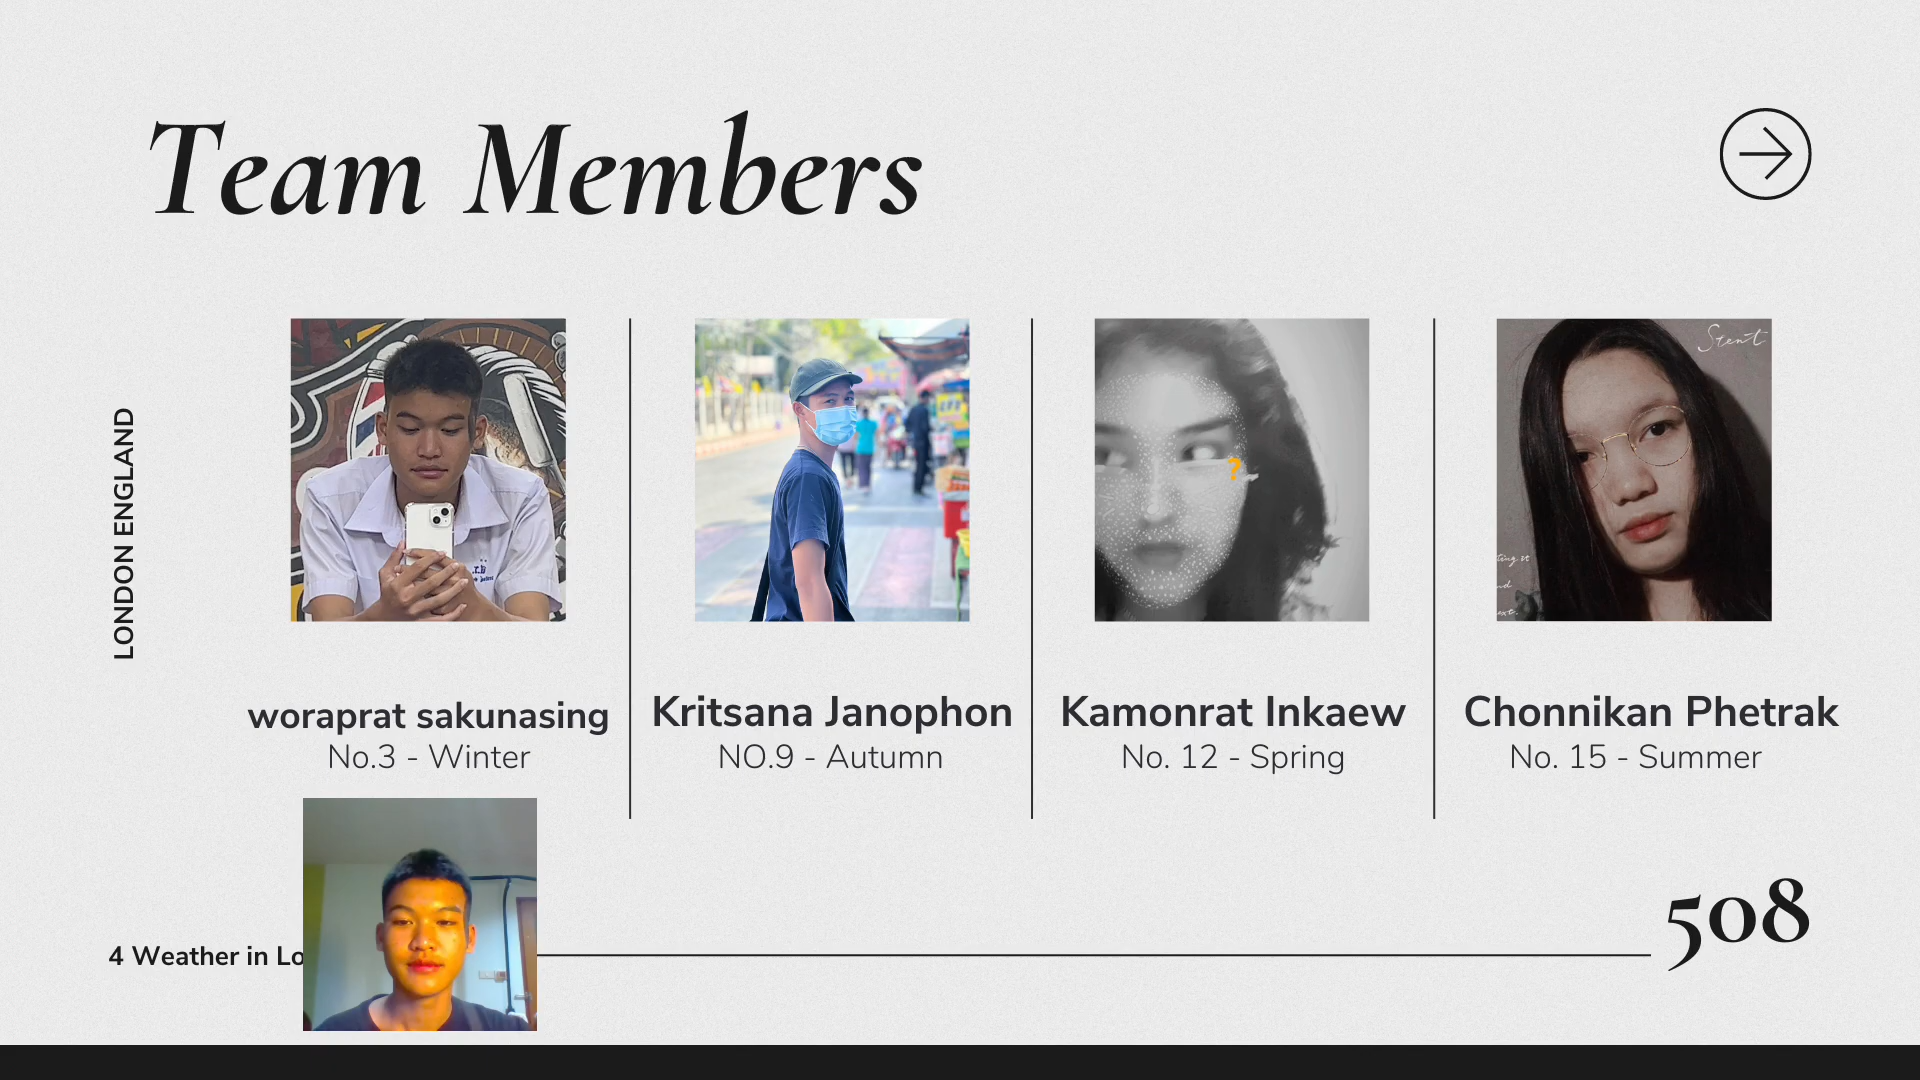 Team Members
LONDON ENGLAND
Stent
?
woraprat sakunasing
No.3 - Winter
Kritsana Janophon
NO.9 - Autumn
Kamonrat Inkaew
No. 12 - Spring
Chonnikan Phetrak
No. 15 - Summer
4 Weather in Lo
508